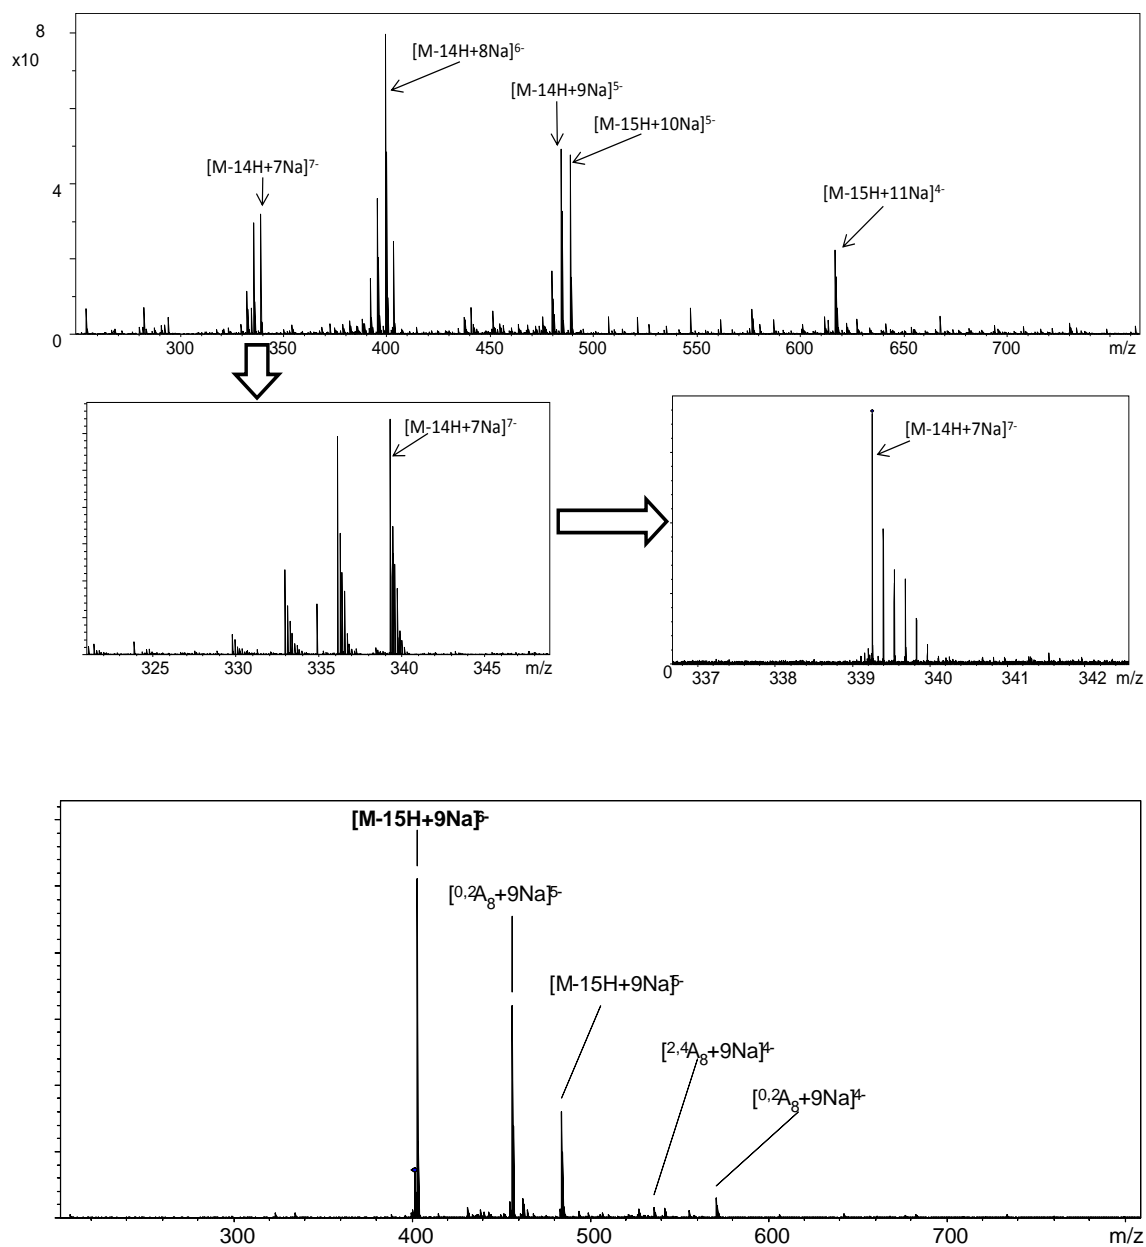 8
x10
[M-14H+8Na]6-
[M-14H+9Na]5-
[M-15H+10Na]5-
[M-14H+7Na]7-
4
[M-15H+11Na]4-
0
300 350 400 450 500 550 600 650 700 m/z
[M-14H+7Na]7-
325 330 335 340 345 m/z
[M-14H+7Na]7-
0 337 338 339 340 341 342 m/z
[M-15H+9Na]6-
[0,2A8+9Na]5-
[M-15H+9Na]5-
[2,4A8+9Na]4-
[0,2A8+9Na]4-
300 400 500 600 700 m/z